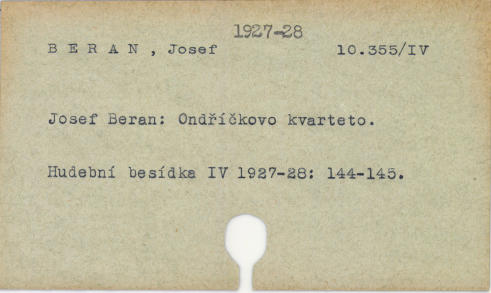 1927-28
B E R A N , Josef 10.355/IV
Josef Beran: Ondříčkovo kvarteto.
Hudební besídka IV 1927-28: 144-145.